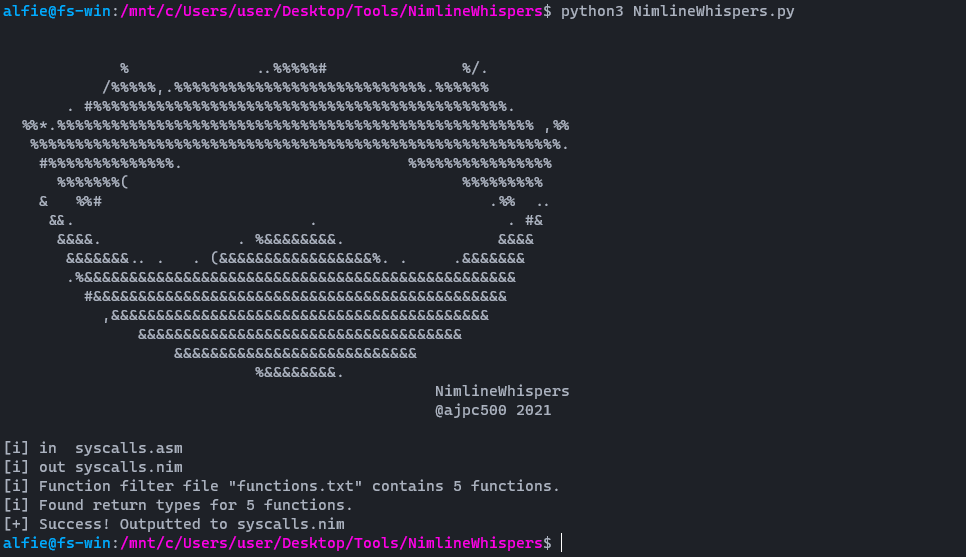 alfie@fs-win:/mnt/c/Users/user/Desktop/Tools/NimlineWhispers$ python3 NimlineWhispers.py
NimlineWhispers
@ajpc500 2021
[i] in  syscalls.asm
[i] out syscalls.nim
[i] Function filter file "functions.txt" contains 5 functions.
[i] Found return types for 5 functions.
[+] Success! Outputted to syscalls.nim
alfie@fs-win:/mnt/c/Users/user/Desktop/Tools/NimlineWhispers$